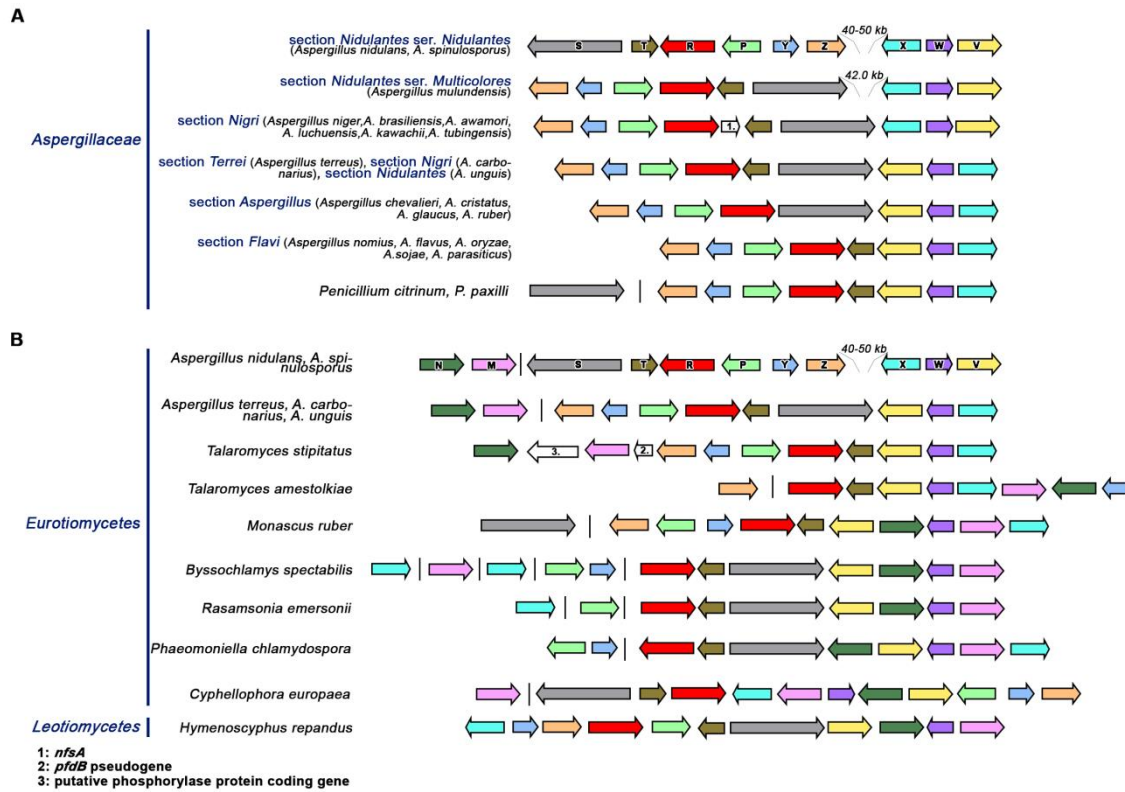 A
Aspergillaceae
section Nidulantes ser. Nidulantes
(Aspergillus nidulans, A. spinulosporus)
S T R P Y Z 40-50 kb X W V
section Nidulantes ser. Multicolores
(Aspergillus mulundensis)
42.0 kb
section Nigri (Aspergillus niger,A. brasiliensis,A. awamori,
A. luchuensis,A. kawachii,A. tubingensis)
1.
section Terrei (Aspergillus terreus), section Nigri (A. carbo-
narius), section Nidulantes (A. unguis)
section Aspergillus (Aspergillus chevalieri, A. cristatus,
A. glaucus, A. ruber)
section Flavi (Aspergillus nomius, A. flavus, A. oryzae,
A.sojae, A. parasiticus)
Penicillium citrinum, P. paxilli
B
Eurotiomycetes
Aspergillus nidulans, A. spi-
nulosporus
N M S T R P Y Z 40-50 kb X W V
Aspergillus terreus, A. carbo-
narius, A. unguis
Talaromyces stipitatus
3. 2.
Talaromyces amestolkiae
Monascus ruber
Byssochlamys spectabilis
Rasamsonia emersonii
Phaeomoniella chlamydospora
Cyphellophora europaea
Leotiomycetes
Hymenoscyphus repandus
1: nfsA
2: pfdB pseudogene
3: putative phosphorylase protein coding gene